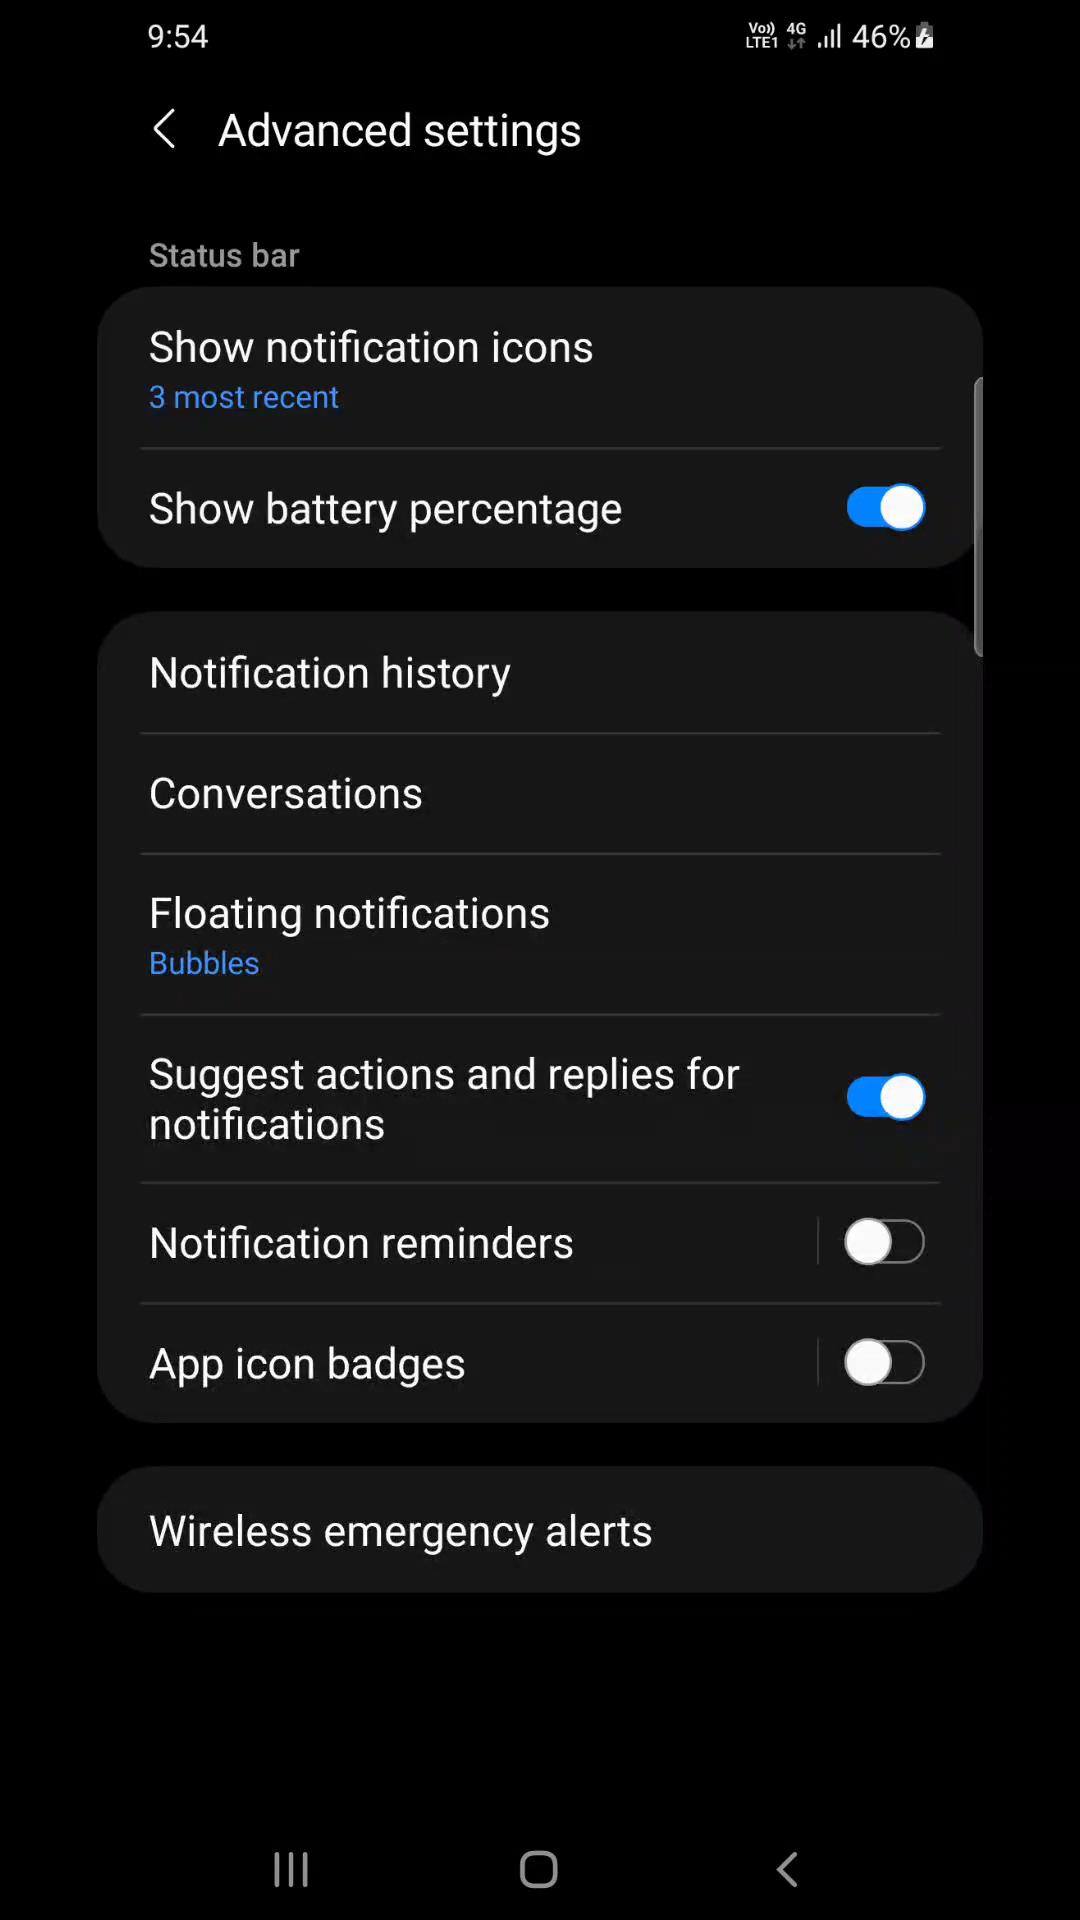 9:54
Vo)) 4G 46%
LTE1
Advanced settings
Status bar
Show notification icons
3 most recent
Show battery percentage
Notification history
Conversations
Floating notifications
Bubbles
Suggest actions and replies for
notifications
Notification reminders
App icon badges
Wireless emergency alerts